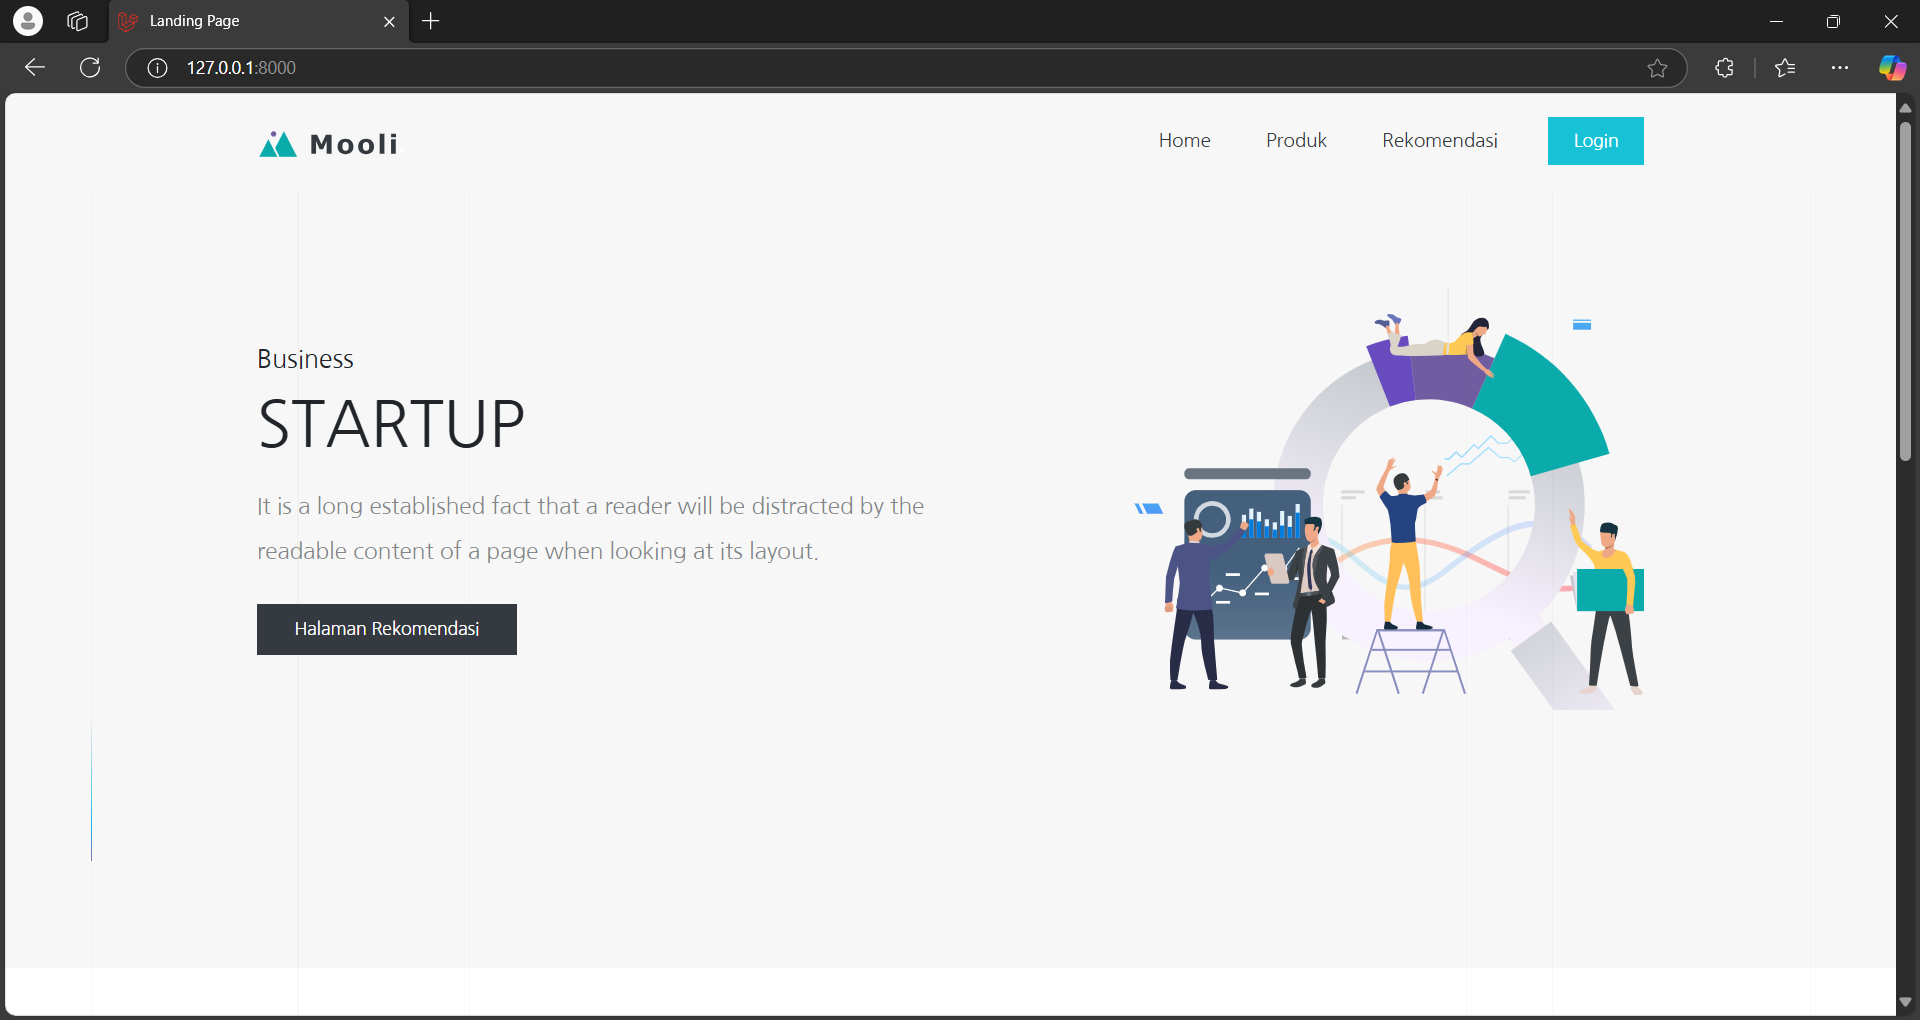 Landing Page
127.0.0.1:8000
Mooli
Home
Produk
Rekomendasi
Login
Business
STARTUP
It is a long established fact that a reader will be distracted by the
readable content of a page when looking at its layout.
Halaman Rekomendasi